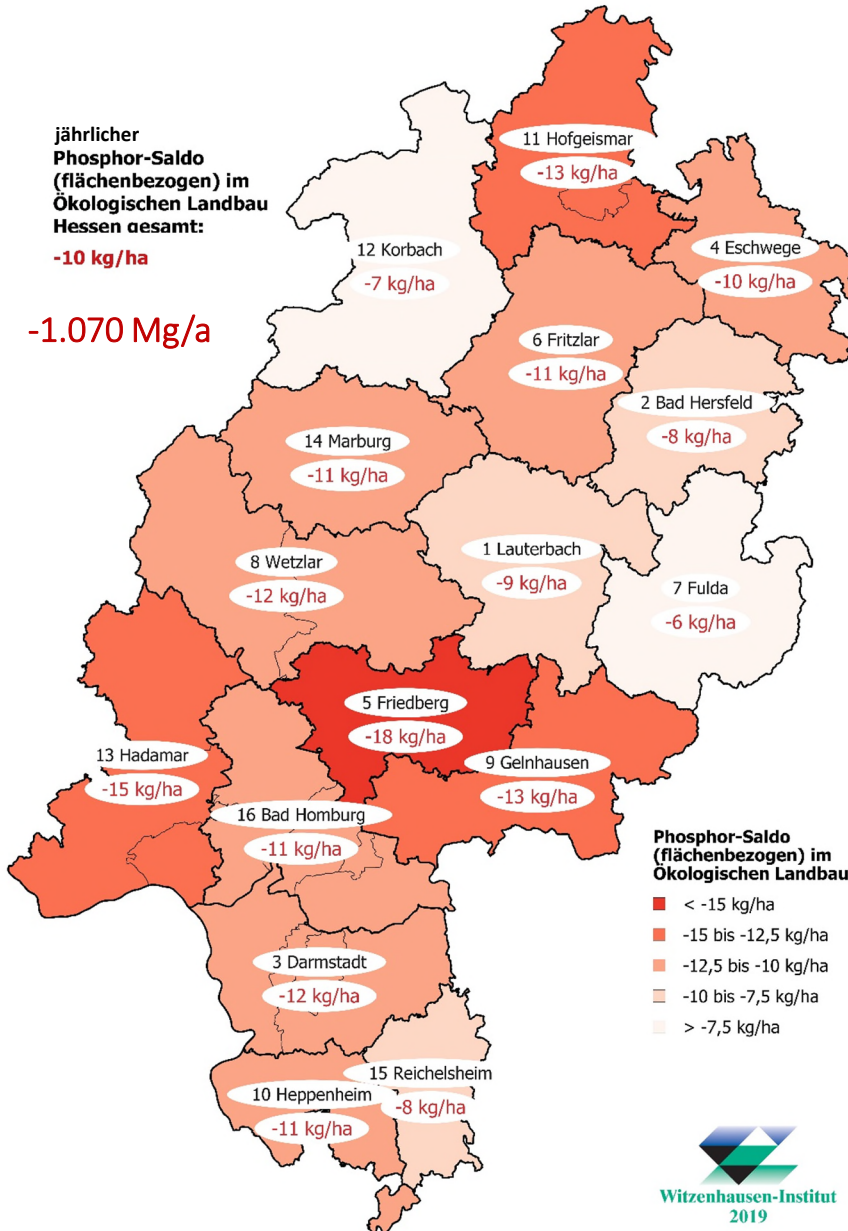 jährlicher
Phosphor-Saldo
(flächenbezogen) im
Ökologischen Landbau
Hessen gesamt:
-10 kg/ha
-1.070 Mg/a
11 Hofgeismar
-13 kg/ha
12 Korbach
-7 kg/ha
4 Eschwege
-10 kg/ha
6 Fritzlar
-11 kg/ha
2 Bad Hersfeld
-8 kg/ha
14 Marburg
-11 kg/ha
8 Wetzlar
-12 kg/ha
1 Lauterbach
-9 kg/ha
7 Fulda
-6 kg/ha
5 Friedberg
-18 kg/ha
13 Hadamar
-15 kg/ha
9 Gelnhausen
-13 kg/ha
16 Bad Homburg
-11 kg/ha
3 Darmstadt
-12 kg/ha
15 Reichelsheim
-8 kg/ha
10 Heppenheim
-11 kg/ha
Phosphor-Saldo
(flächenbezogen) im
Ökologischen Landbau
< -15 kg/ha
-15 bis -12,5 kg/ha
-12,5 bis -10 kg/ha
-10 bis -7,5 kg/ha
> -7,5 kg/ha
Witzenhausen-Institut
2019